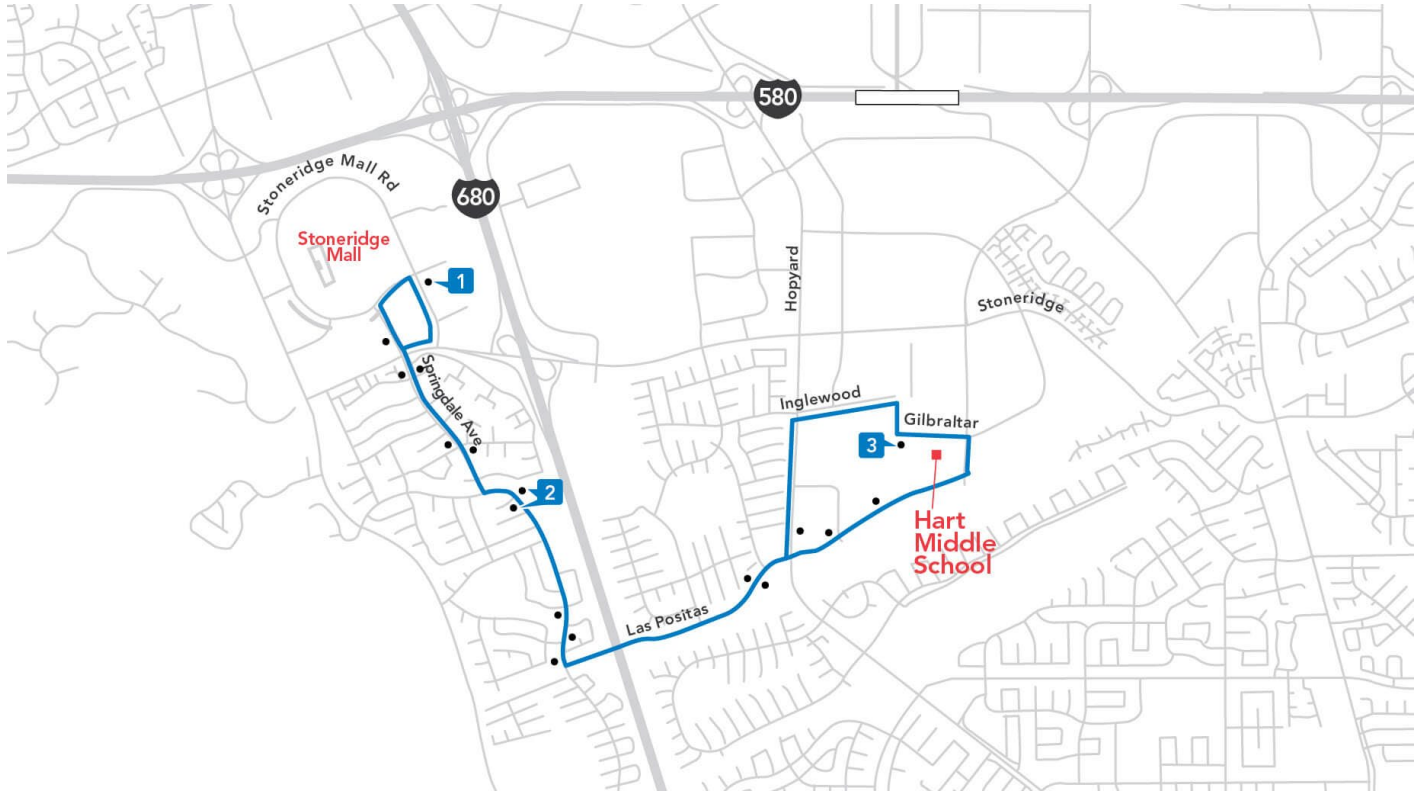 580
Stoneridge Mall Rd
680
Stoneridge
Mall
1
Hopyard
Stoneridge
Springdale Ave
Inglewood
Gilbraltar
3
2
Hart
Middle
School
Las Positas